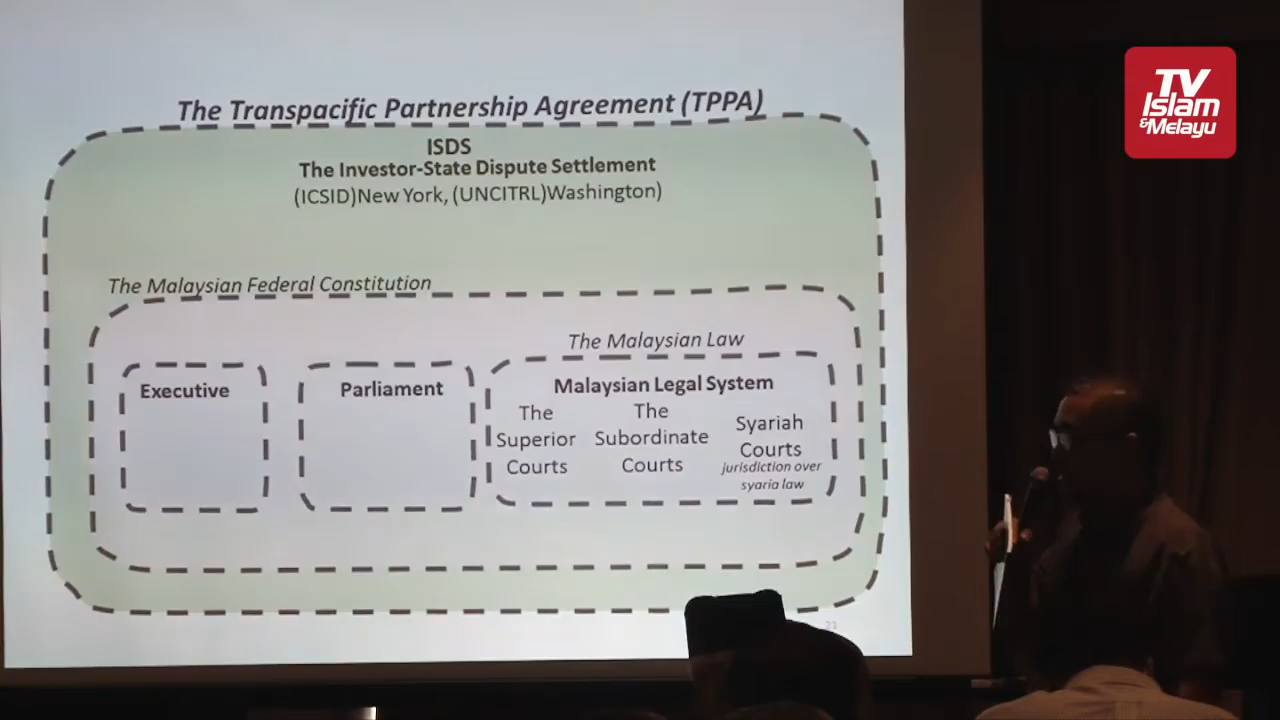 The Transpacific Partnership Agreement (TPPA)
ISDS
The Investor-State Dispute Settlement
(ICSID)New York, (UNCITRL)Washington)
The Malaysian Federal Constitution
The Malaysian Law
Executive
Parliament
Malaysian Legal System
The
Superior
Courts
The
Subordinate
Courts
Syariah
Courts
jurisdiction over
syaria law
21
TV
Islam
&Melayu